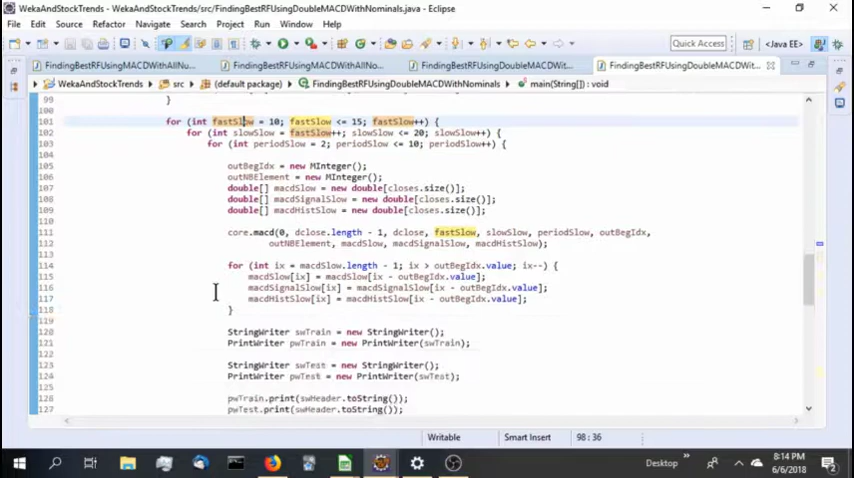 WekaAndStockTrends/src/FindingBestRFUsingDoubleMACDWithNominals.java - Eclipse
File Edit Source Refactor Navigate Search Project Run Window Help
Quick Access
<Java EE>
FindingBestRFUsingMACDWithAllNu...
FindingBestRFUsingMACDWithAllNo...
FindingBestRFUsingDoubleMACDWit...
FindingBestRFUsingDoubleMACDWit...
WekaAndStockTrends src (default package) FindingBestRFUsingDoubleMACDWithNominals main(String[]) : void
99 }
100
101 for (int fastSlow = 10; fastSlow <= 15; fastSlow++) {
102 for (int slowSlow = fastSlow++; slowSlow <= 20; slowSlow++) {
103 for (int periodSlow = 2; periodSlow <= 10; periodSlow++) {
104
105 outBegIdx = new MInteger();
106 outNBElement = new MInteger();
107 double[] macdSlow = new double[closes.size()];
108 double[] macdSignalSlow = new double[closes.size()];
109 double[] macdHistSlow = new double[closes.size()];
110
111 core.macd(0, dclose.length - 1, dclose, fastSlow, slowSlow, periodSlow, outBegIdx,
112 outNBElement, macdSlow, macdSignalSlow, macdHistSlow);
113
114 for (int ix = macdSlow.length - 1; ix > outBegIdx.value; ix--) {
115 macdSlow[ix] = macdSlow[ix - outBegIdx.value];
116 macdSignalSlow[ix] = macdSignalSlow[ix - outBegIdx.value];
117 macdHistSlow[ix] = macdHistSlow[ix - outBegIdx.value];
118 }
119
120 StringWriter swTrain = new StringWriter();
121 PrintWriter pwTrain = new PrintWriter(swTrain);
122
123 StringWriter swTest = new StringWriter();
124 PrintWriter pwTest = new PrintWriter(swTest);
125
126 pwTrain.print(swHeader.toString());
127 pwTest.print(swHeader.toString());
Writable Smart Insert 98 : 36
Desktop
8:14 PM
6/6/2018